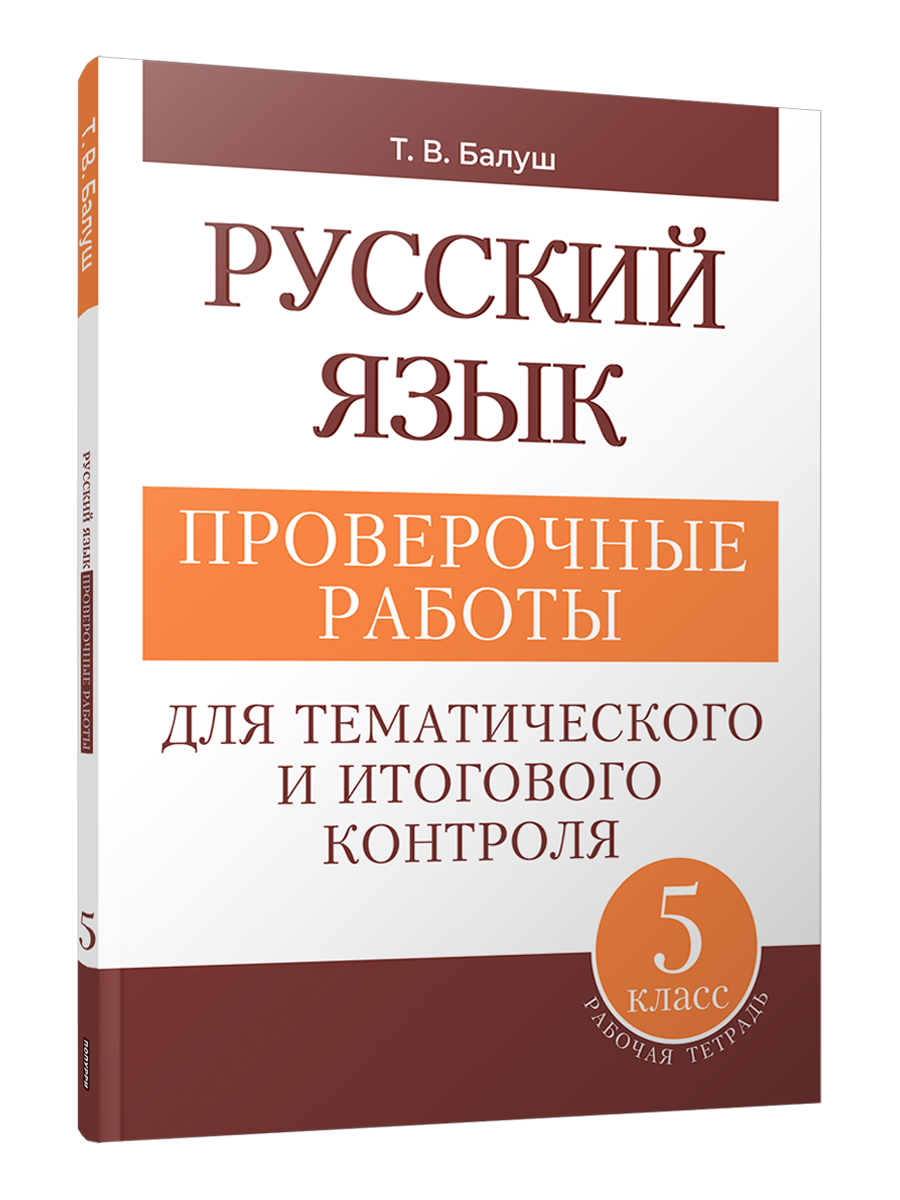 Т. В. Балуш
РУССКИЙ
ЯЗЫК
ПРОВЕРОЧНЫЕ
РАБОТЫ
ДЛЯ ТЕМАТИЧЕСКОГО
И ИТОГОВОГО
КОНТРОЛЯ
5
класс
РАБОЧАЯ ТЕТРАДЬ
Т. В. Балуш
РУССКИЙ ЯЗЫК ПРОВЕРОЧНЫЕ РАБОТЫ
5
ПОПУРРИ